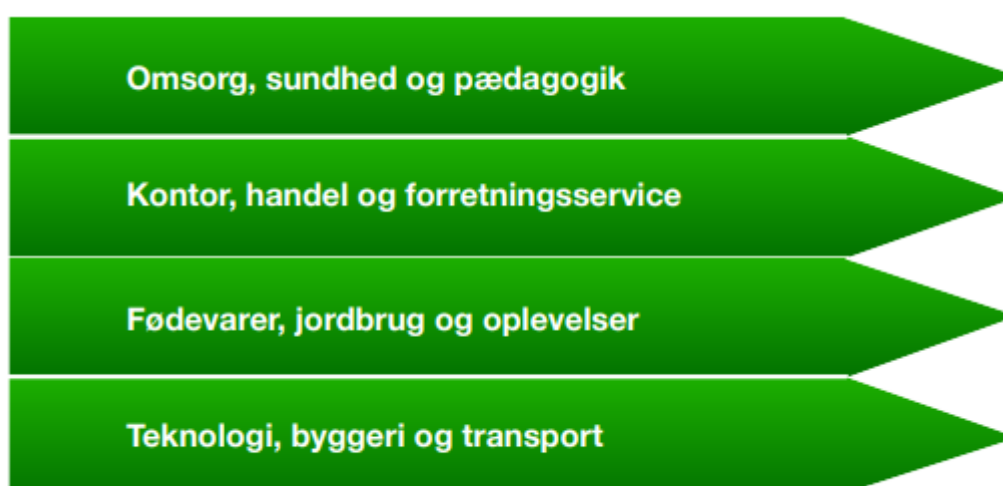 Omsorg, sundhed og pædagogik
Kontor, handel og forretningsservice
Fødevarer, jordbrug og oplevelser
Teknologi, byggeri og transport